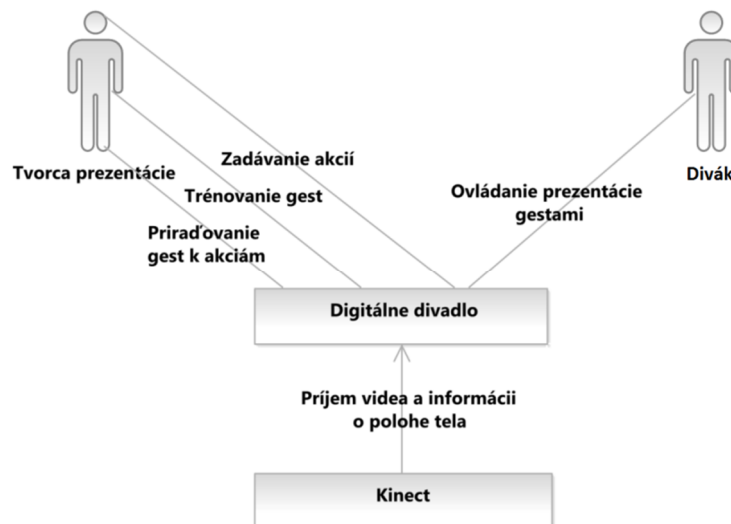 Zadávanie akcií
Tvorca prezentácie
Divák
Trénovanie gest
Ovládanie prezentácie
gestami
Priraďovanie
gest k akciám
Digitálne divadlo
Príjem videa a informácii
o polohe tela
Kinect